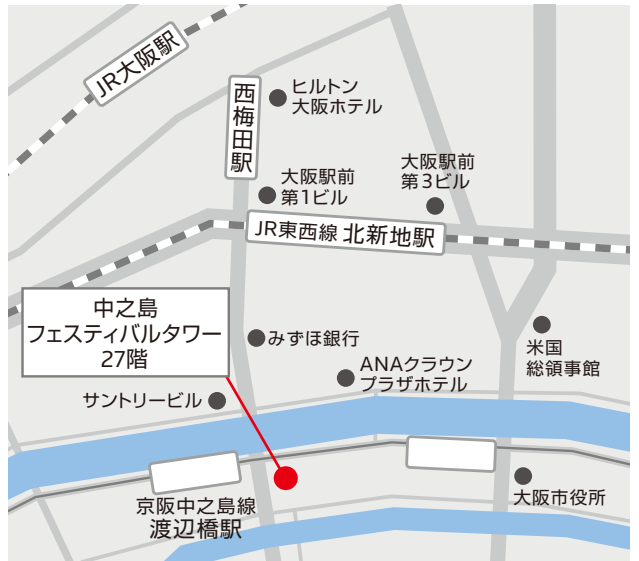 JR大阪駅
西梅田駅
ヒルトン
大阪ホテル
大阪駅前
第1ビル
大阪駅前
第3ビル
JR東西線 北新地駅
中之島
フェスティバルタワー
27階
みずほ銀行
米国
総領事館
ANAクラウン
プラザホテル
サントリービル
京阪中之島線
渡辺橋駅
大阪市役所